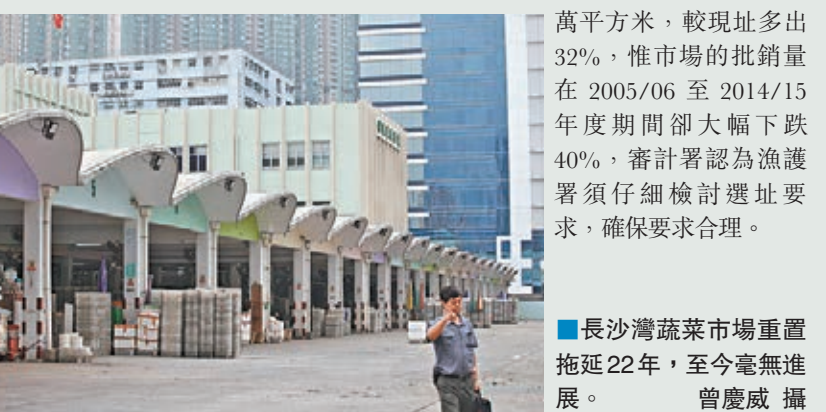 萬平方米，較現址多出
32%，惟市場的批銷量
在 2005/06 至 2014/15
年度期間卻大幅下跌
40%，審計署認為漁護
署須仔細檢討選址要
求，確保要求合理。
■長沙灣蔬菜市場重置
拖延22年，至今毫無進
展。 曾慶威 攝